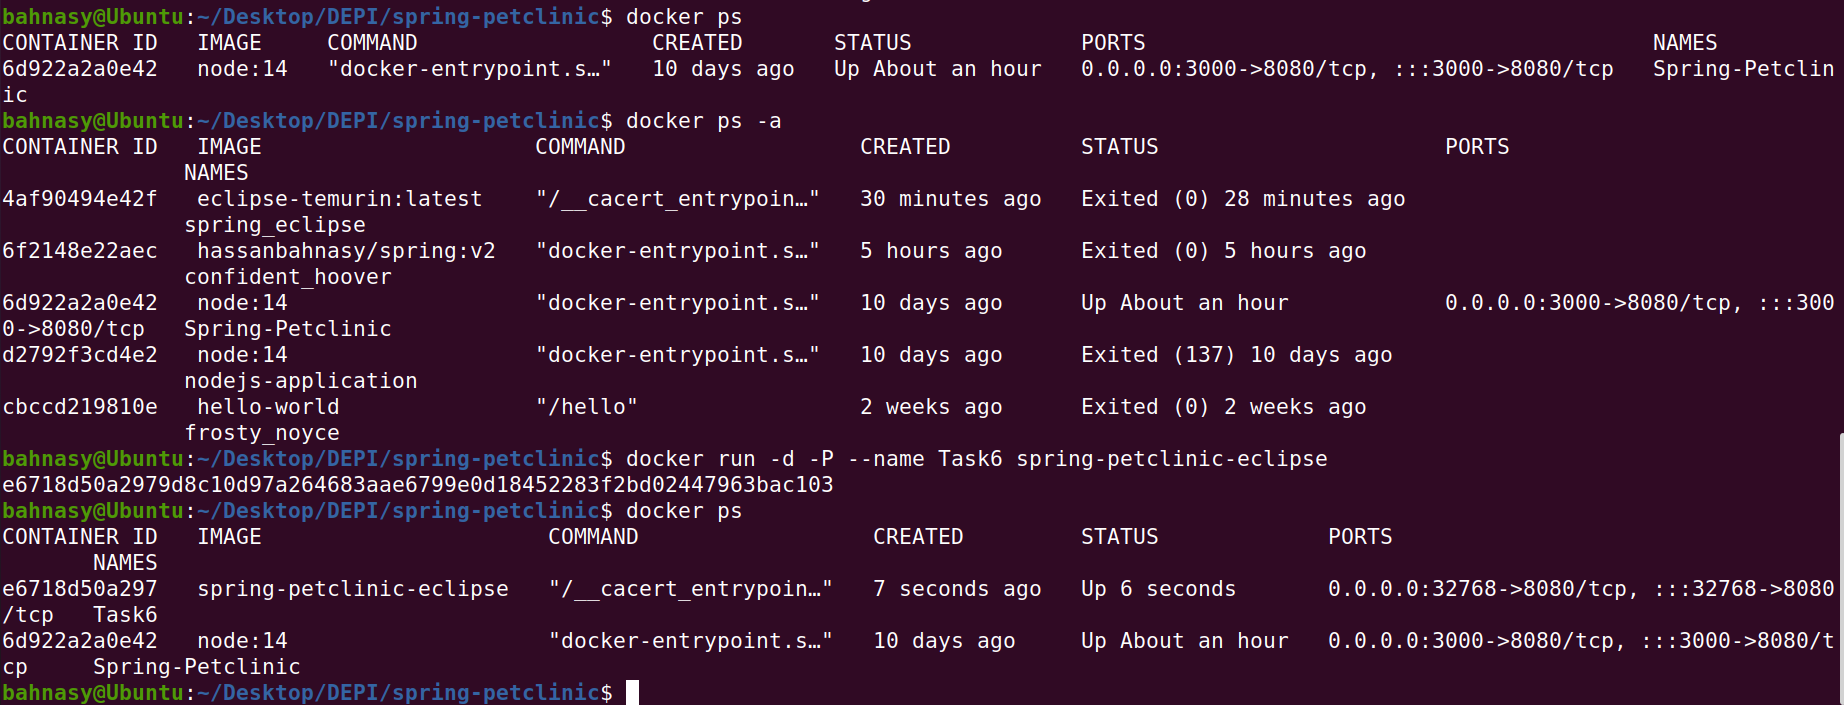 bahnasy@Ubuntu:~/Desktop/DEPI/spring-petclinic$ docker ps
CONTAINER ID   IMAGE     COMMAND                  CREATED       STATUS             PORTS                                       NAMES
6d922a2a0e42   node:14   "docker-entrypoint.s…"   10 days ago   Up About an hour   0.0.0.0:3000->8080/tcp, :::3000->8080/tcp   Spring-Petclin
ic
bahnasy@Ubuntu:~/Desktop/DEPI/spring-petclinic$ docker ps -a
CONTAINER ID   IMAGE                     COMMAND                  CREATED          STATUS                      PORTS
              NAMES
4af90494e42f   eclipse-temurin:latest    "/__cacert_entrypoin…"   30 minutes ago   Exited (0) 28 minutes ago
              spring_eclipse
6f2148e22aec   hassanbahnasy/spring:v2   "docker-entrypoint.s…"   5 hours ago      Exited (0) 5 hours ago
              confident_hoover
6d922a2a0e42   node:14                   "docker-entrypoint.s…"   10 days ago      Up About an hour            0.0.0.0:3000->8080/tcp, :::300
0->8080/tcp   Spring-Petclinic
d2792f3cd4e2   node:14                   "docker-entrypoint.s…"   10 days ago      Exited (137) 10 days ago
              nodejs-application
cbccd219810e   hello-world               "/hello"                 2 weeks ago      Exited (0) 2 weeks ago
              frosty_noyce
bahnasy@Ubuntu:~/Desktop/DEPI/spring-petclinic$ docker run -d -P --name Task6 spring-petclinic-eclipse
e6718d50a2979d8c10d97a264683aae6799e0d18452283f2bd02447963bac103
bahnasy@Ubuntu:~/Desktop/DEPI/spring-petclinic$ docker ps
CONTAINER ID   IMAGE                      COMMAND                  CREATED         STATUS             PORTS
       NAMES
e6718d50a297   spring-petclinic-eclipse   "/__cacert_entrypoin…"   7 seconds ago   Up 6 seconds       0.0.0.0:32768->8080/tcp, :::32768->8080
/tcp   Task6
6d922a2a0e42   node:14                    "docker-entrypoint.s…"   10 days ago     Up About an hour   0.0.0.0:3000->8080/tcp, :::3000->8080/t
cp     Spring-Petclinic
bahnasy@Ubuntu:~/Desktop/DEPI/spring-petclinic$